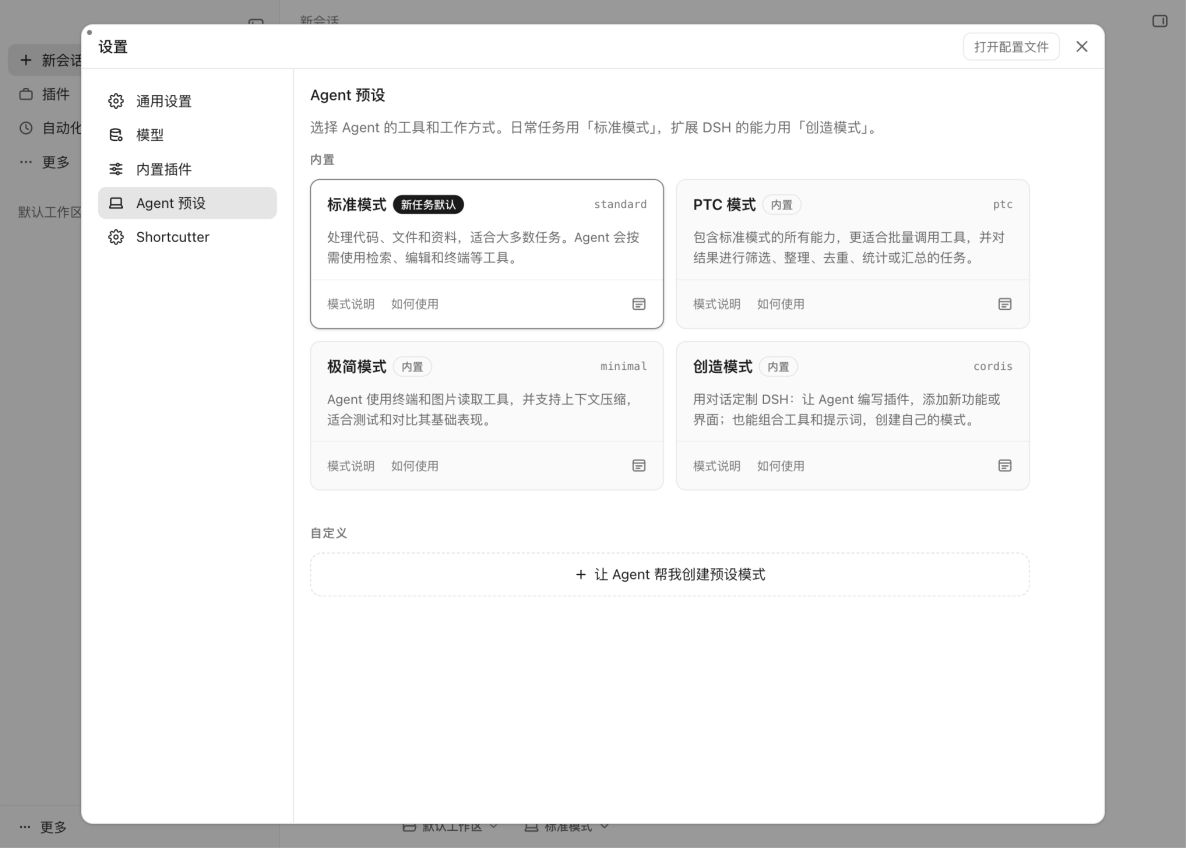 新会话
设置
打开配置文件
新会话
插件
自动化
更多
默认工作区
通用设置
模型
内置插件
Agent 预设
Shortcutter
Agent 预设
选择 Agent 的工具和工作方式。日常任务用「标准模式」，扩展 DSH 的能力用「创造模式」。
内置
标准模式 新任务默认 standard
处理代码、文件和资料，适合大多数任务。Agent 会按
需使用检索、编辑和终端等工具。
模式说明 如何使用
PTC 模式 内置 ptc
包含标准模式的所有能力，更适合批量调用工具，并对
结果进行筛选、整理、去重、统计或汇总的任务。
模式说明 如何使用
极简模式 内置 minimal
Agent 使用终端和图片读取工具，并支持上下文压缩，
适合测试和对比其基础表现。
模式说明 如何使用
创造模式 内置 cordis
用对话定制 DSH：让 Agent 编写插件，添加新功能或
界面；也能组合工具和提示词，创建自己的模式。
模式说明 如何使用
自定义
+ 让 Agent 帮我创建预设模式
更多
默认工作区 标准模式